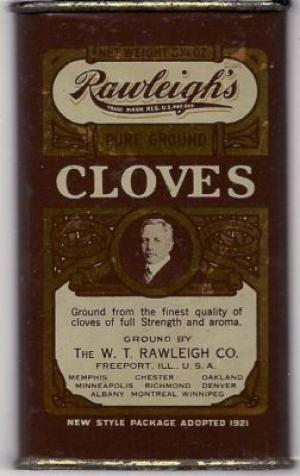 NET WEIGHT 2¼ OZ
Rawleigh's
TRADE MARK REG. U.S. PAT. OFF.
PURE GROUND
CLOVES
Ground from the finest quality of
cloves of full Strength and aroma.
GROUND BY
THE W. T. RAWLEIGH CO.
FREEPORT, ILL., U. S. A.
MEMPHIS CHESTER OAKLAND
MINNEAPOLIS RICHMOND DENVER
ALBANY MONTREAL WINNIPEG
NEW STYLE PACKAGE ADOPTED 1921